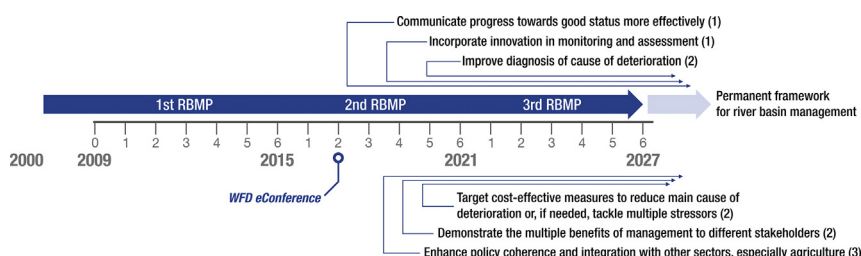 Communicate progress towards good status more effectively (1)
Incorporate innovation in monitoring and assessment (1)
Improve diagnosis of cause of deterioration (2)
1st RBMP 2nd RBMP 3rd RBMP
Permanent framework
for river basin management
0 1 2 3 4 5 1 2 3 4 5 6 1 2 3 4 5 6
2000 2009 2015 2021 2027
WFD eConference
Target cost-effective measures to reduce main cause of
deterioration or, if needed, tackle multiple stressors (2)
Demonstrate the multiple benefits of management to different stakeholders (2)
Enhance policy coherence and integration with other sectors, especially agriculture (3)